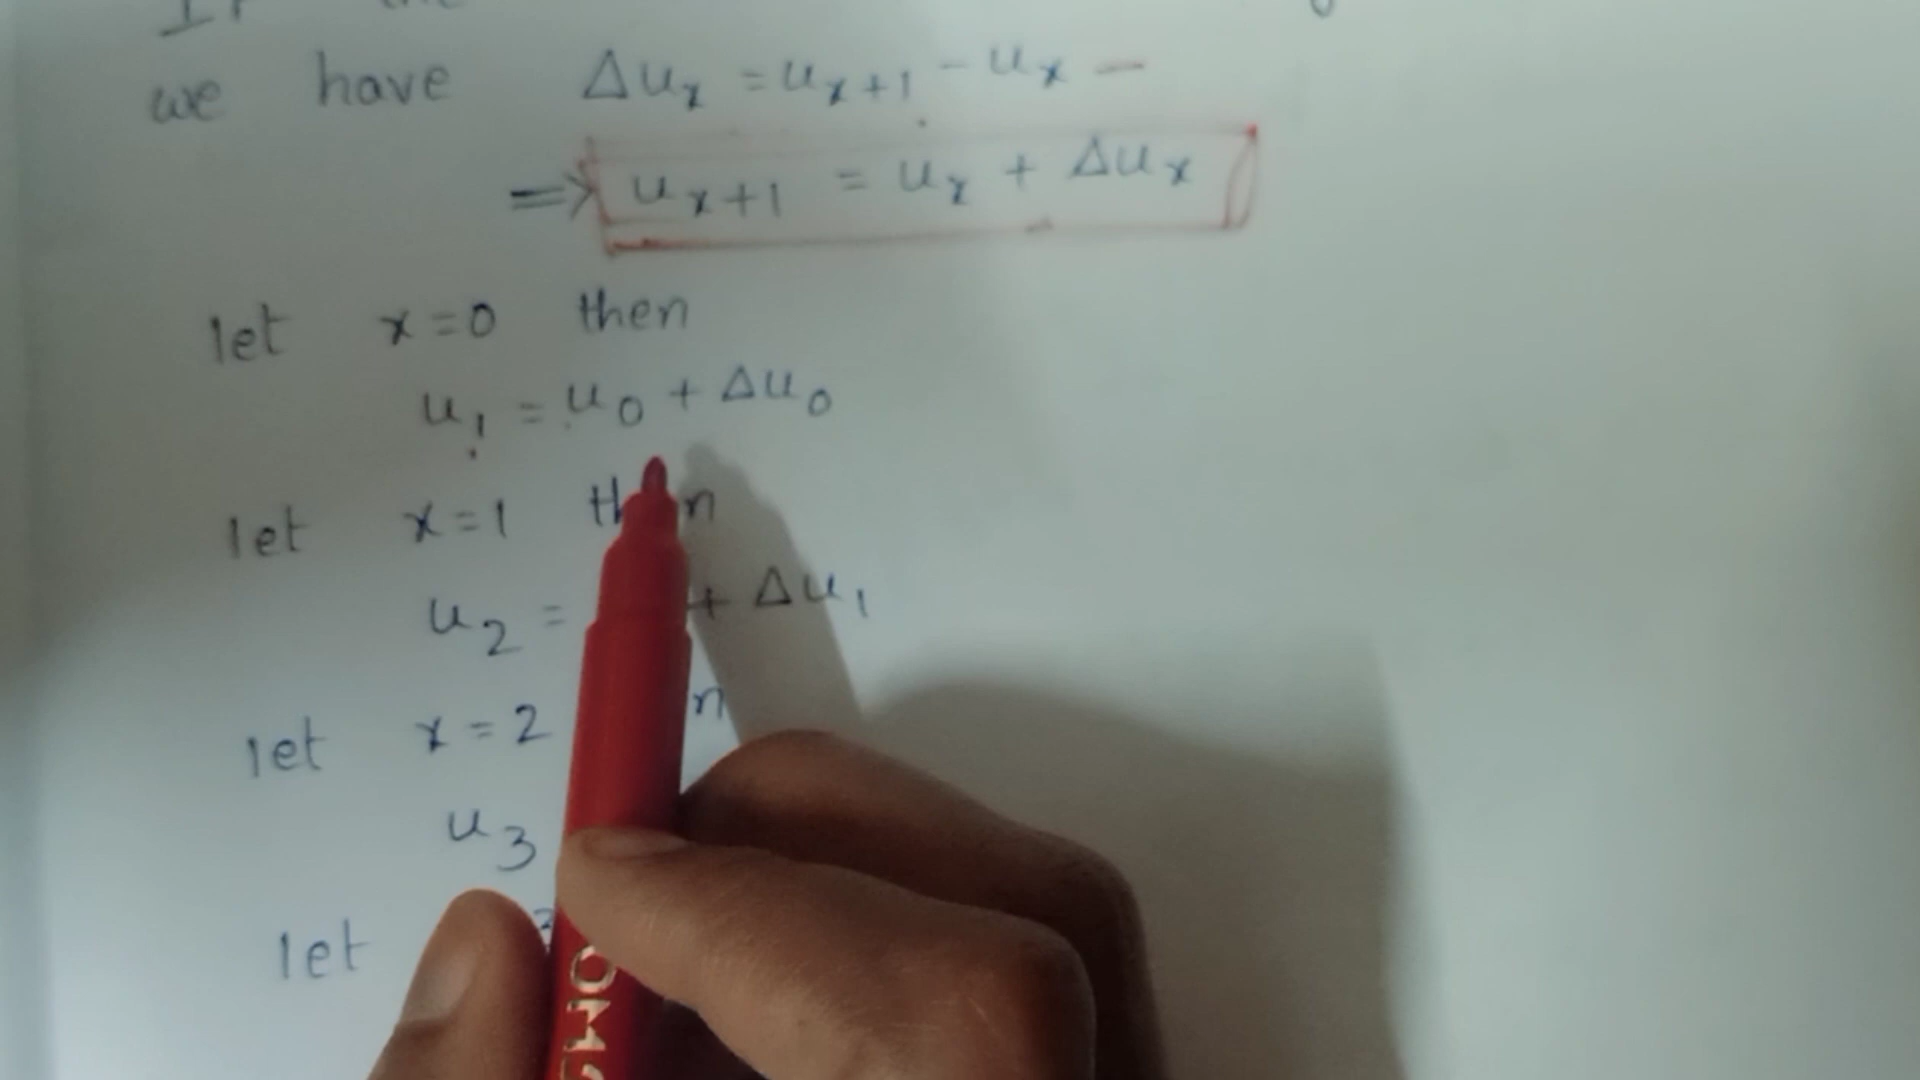 we have Δuₓ = uₓ₊₁ - uₓ -
=> uₓ₊₁ = uₓ + Δuₓ
let x=0 then
u₁ = u₀ + Δu₀
let x=1 then
u₂ = + Δu₁
let x=2 n
u₃
let